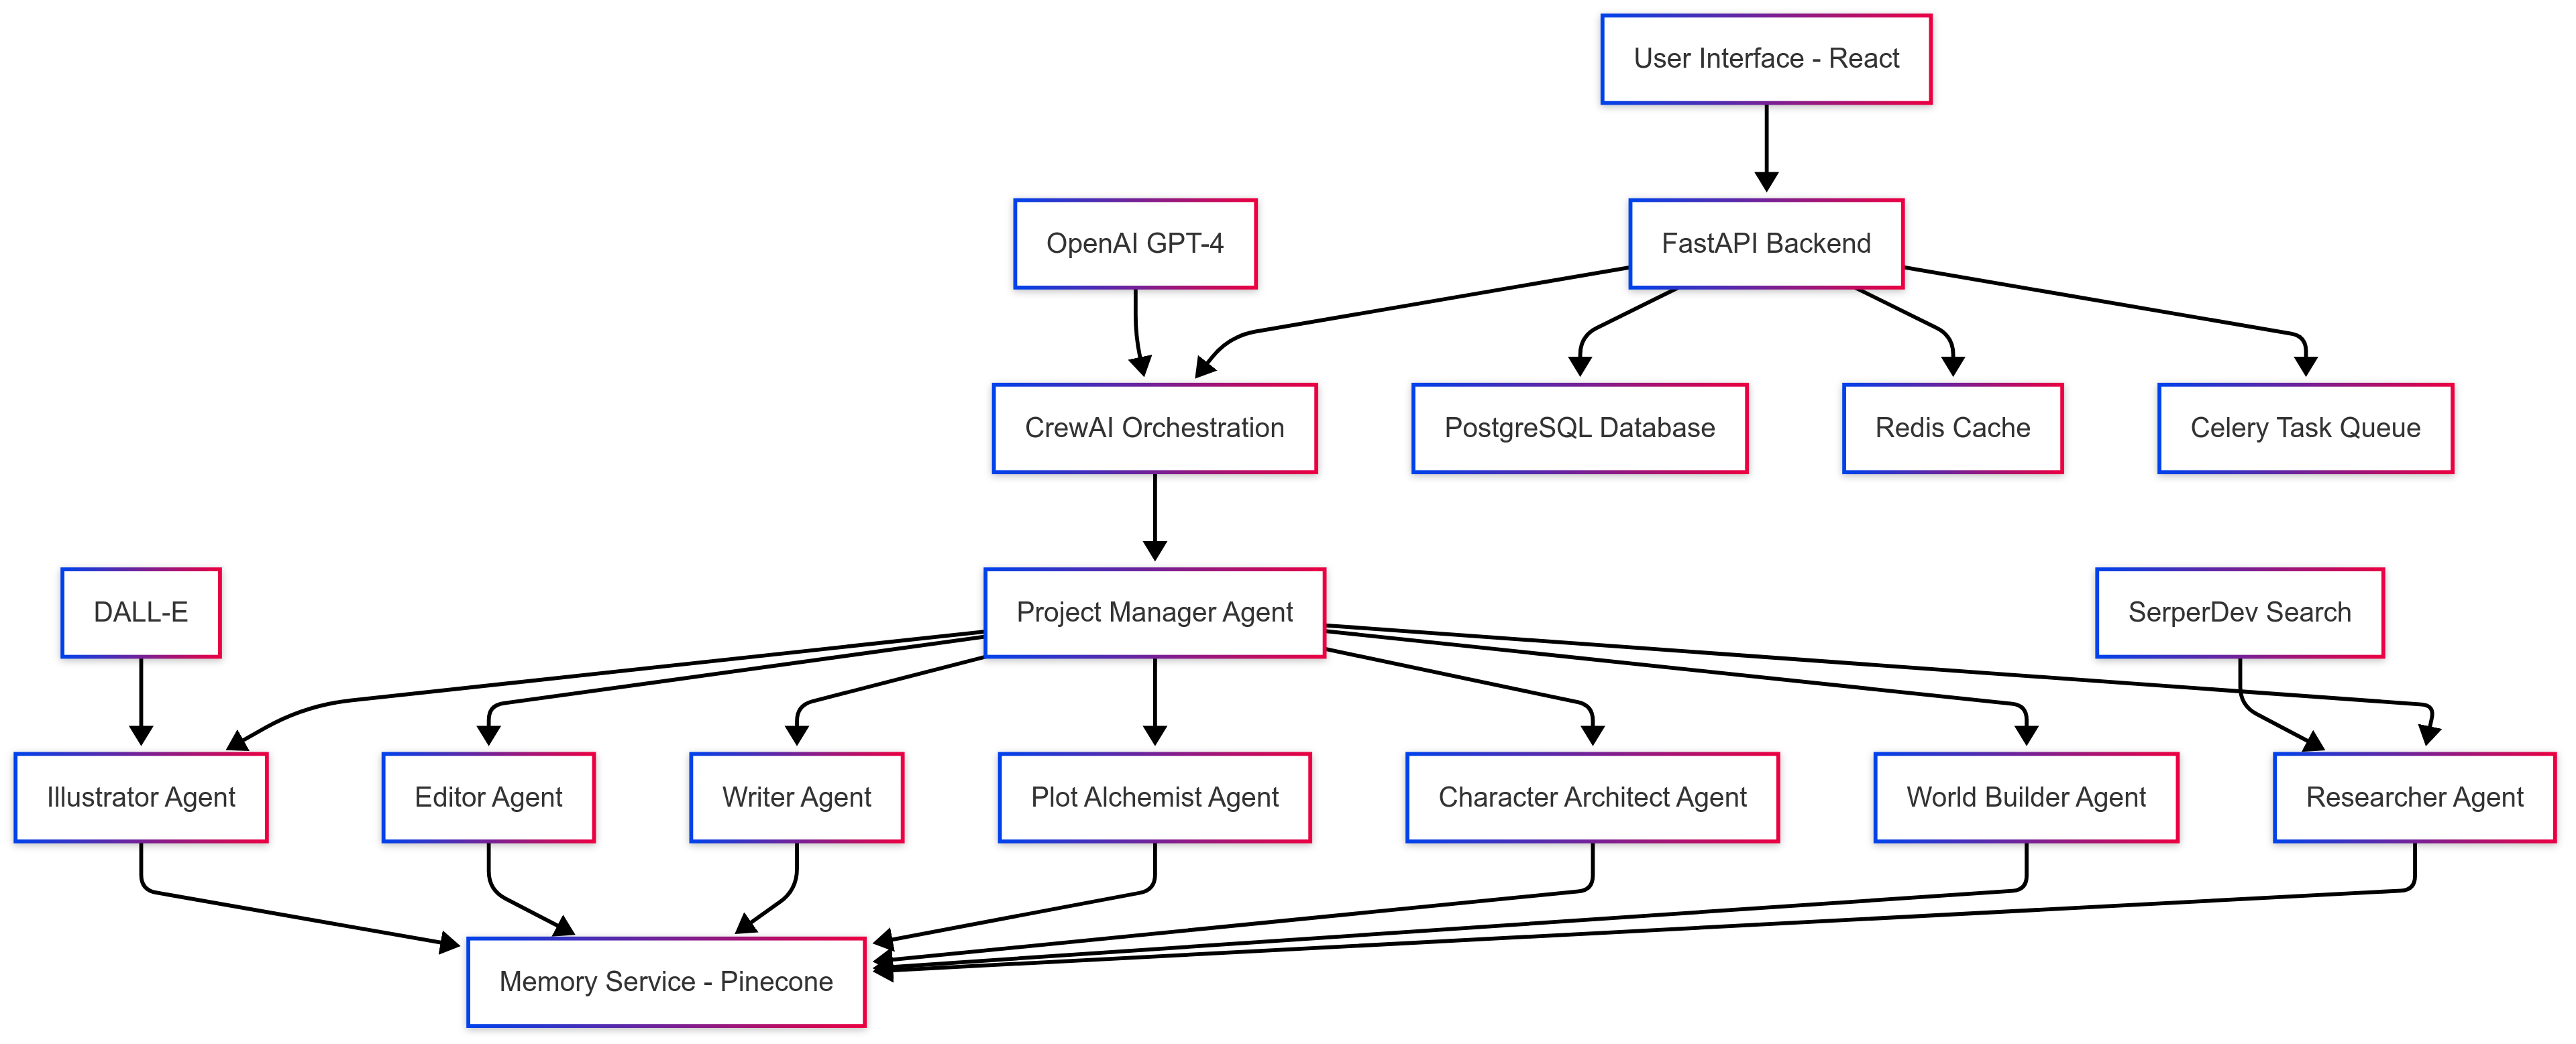 User Interface - React
OpenAI GPT-4
FastAPI Backend
CrewAI Orchestration
PostgreSQL Database
Redis Cache
Celery Task Queue
DALL-E
Project Manager Agent
SerperDev Search
Illustrator Agent
Editor Agent
Writer Agent
Plot Alchemist Agent
Character Architect Agent
World Builder Agent
Researcher Agent
Memory Service - Pinecone